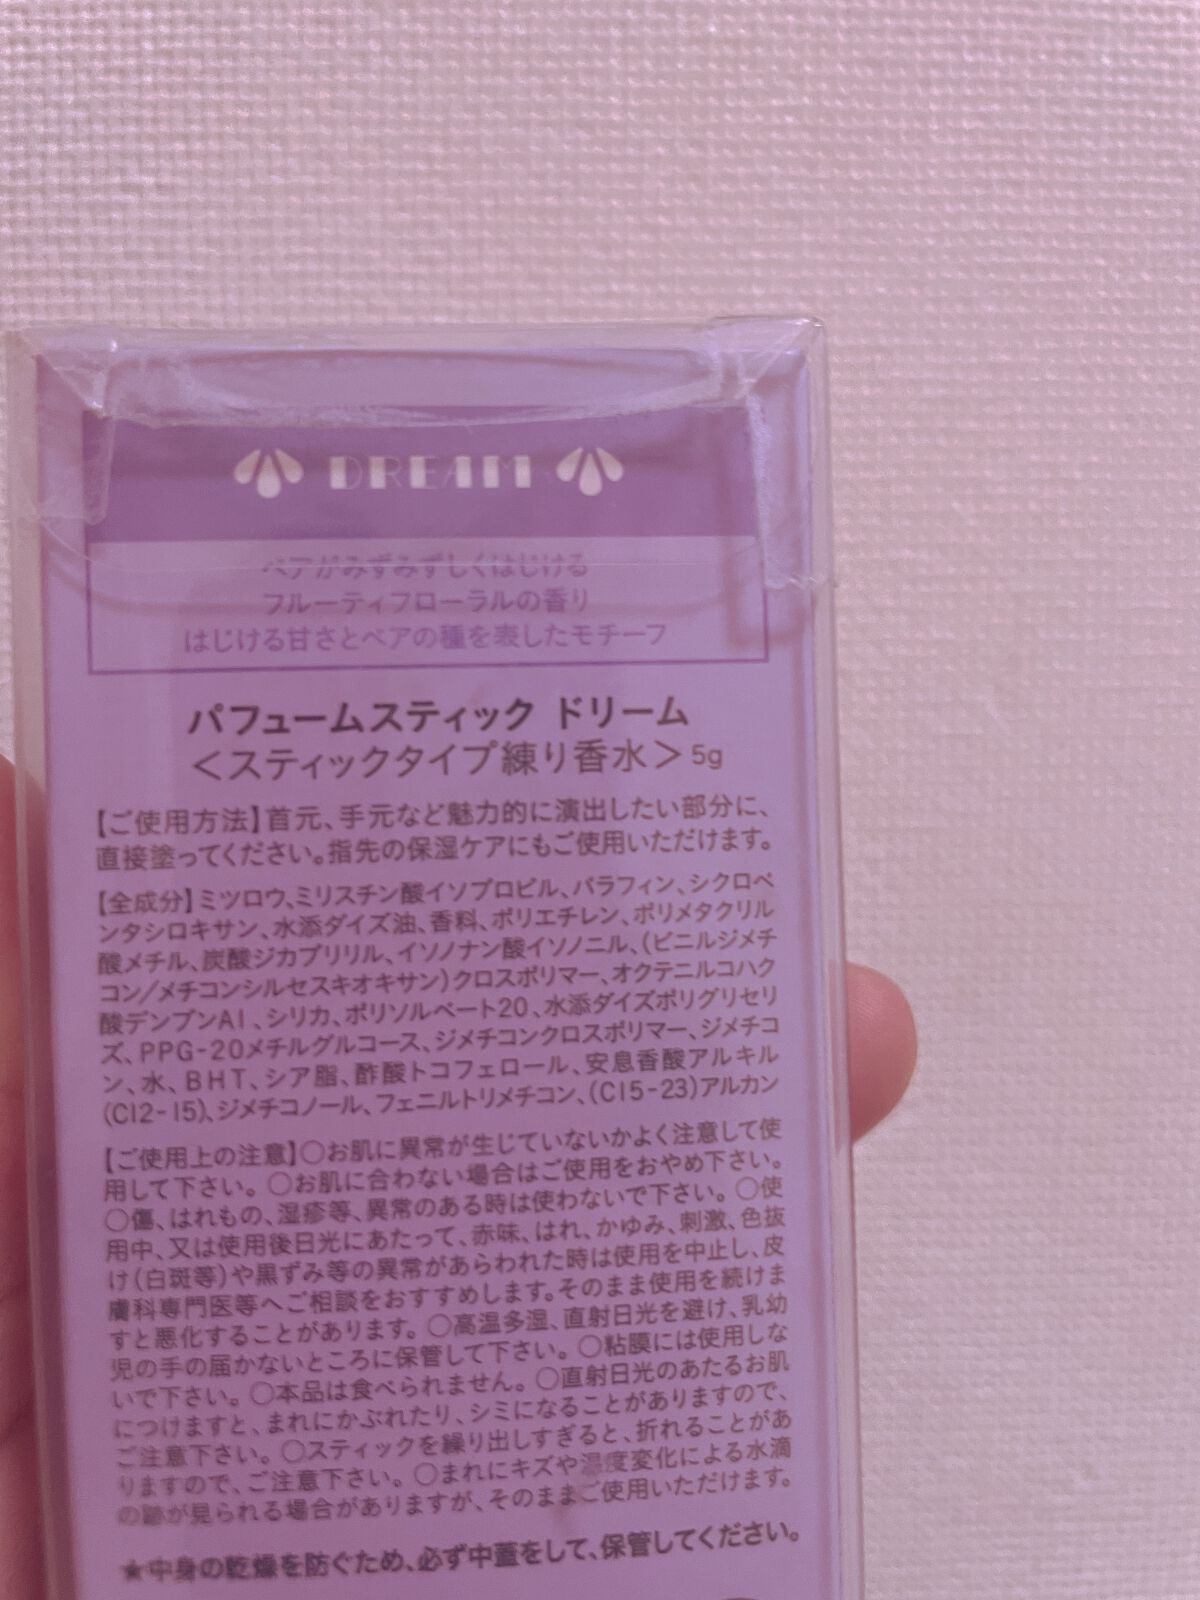 DREAM
ペアがみずみずしくはじける
フルーティフローラルの香り
はじける甘さとペアの種を表したモチーフ
パフュームスティック ドリーム
＜スティックタイプ練り香水＞5g
【ご使用方法】首元、手元など魅力的に演出したい部分に、
直接塗ってください。指先の保湿ケアにもご使用いただけます。
【全成分】ミツロウ、ミリスチン酸イソプロピル、パラフィン、シクロペ
ンタシロキサン、水添ダイズ油、香料、ポリエチレン、ポリメタクリル
酸メチル、炭酸ジカプリリル、イソノナン酸イソノニル、(ビニルジメチ
コン/メチコンシルセスキオキサン)クロスポリマー、オクテニルコハク
酸デンプンAl、シリカ、ポリソルベート20、水添ダイズポリグリセリ
ズ、PPG-20メチルグルコース、ジメチコンクロスポリマー、ジメチコ
ン、水、BHT、シア脂、酢酸トコフェロール、安息香酸アルキル
(C12-15)、ジメチコノール、フェニルトリメチコン、(C15-23)アルカン
【ご使用上の注意】○お肌に異常が生じていないかよく注意して使
用して下さい。○お肌に合わない場合はご使用をおやめ下さい。
○傷、はれもの、湿疹等、異常のある時は使わないで下さい。○使
用中、又は使用後日光にあたって、赤味、はれ、かゆみ、刺激、色抜
け(白斑等)や黒ずみ等の異常があらわれた時は使用を中止し、皮
膚科専門医等へご相談をおすすめします。そのまま使用を続けま
すと悪化することがあります。○高温多湿、直射日光を避け、乳幼
児の手の届かないところに保管して下さい。○粘膜には使用しな
いで下さい。○本品は食べられません。○直射日光のあたるお肌
につけますと、まれにかぶれたり、シミになることがありますので、
ご注意下さい。○スティックを繰り出しすぎると、折れることがあ
りますので、ご注意下さい。○まれにキズや温度変化による水滴
の跡が見られる場合がありますが、そのままご使用いただけます。
★中身の乾燥を防ぐため、必ず中蓋をして、保管してください。